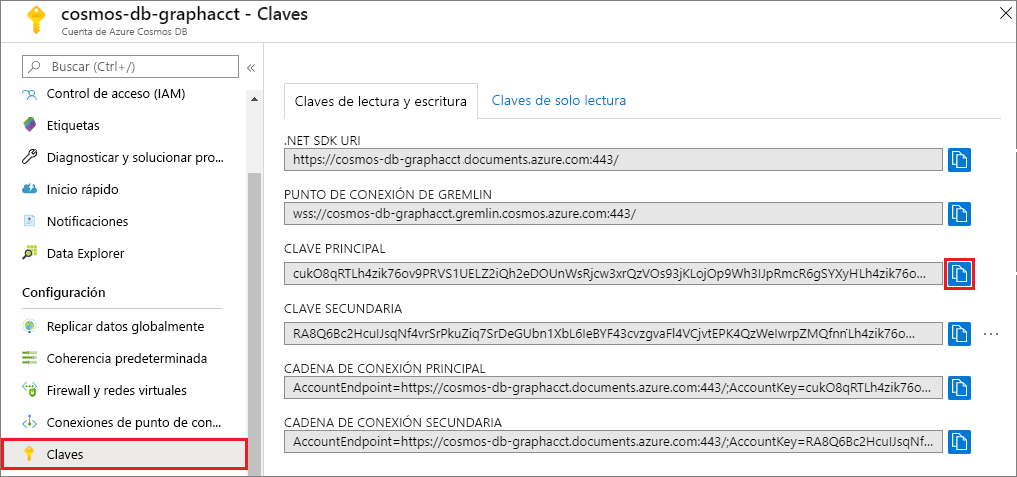 cosmos-db-graphacct - Claves
Cuenta de Azure Cosmos DB
Buscar (Ctrl+/)
Control de acceso (IAM)
Etiquetas
Diagnosticar y solucionar pro...
Inicio rápido
Notificaciones
Data Explorer
Configuración
Replicar datos globalmente
Coherencia predeterminada
Firewall y redes virtuales
Conexiones de punto de con...
Claves
Claves de lectura y escritura
Claves de solo lectura
.NET SDK URI
https://cosmos-db-graphacct.documents.azure.com:443/
PUNTO DE CONEXIÓN DE GREMLIN
wss://cosmos-db-graphacct.gremlin.cosmos.azure.com:443/
CLAVE PRINCIPAL
cukO8qRTLh4zik76ov9PRVS1UELZ2iQh2eDOUnWsRjcw3xrQzVOs93jKLojOp9Wh3IJpRmcR6gSYXyHLh4zik76o...
CLAVE SECUNDARIA
RA8Q6Bc2HcuIJsqNf4vrSrPkuZiq7SrDeGUbn1XbL6IeBYF43cvzgvaFl4VCjvtEPK4QzWeIwrpZMQfnn'Lh4zik76o...
CADENA DE CONEXIÓN PRINCIPAL
AccountEndpoint=https://cosmos-db-graphacct.documents.azure.com:443/;AccountKey=cukO8qRTLh4zik76o...
CADENA DE CONEXIÓN SECUNDARIA
AccountEndpoint=https://cosmos-db-graphacct.documents.azure.com:443/;AccountKey=RA8Q6Bc2HcuIJsqNf...